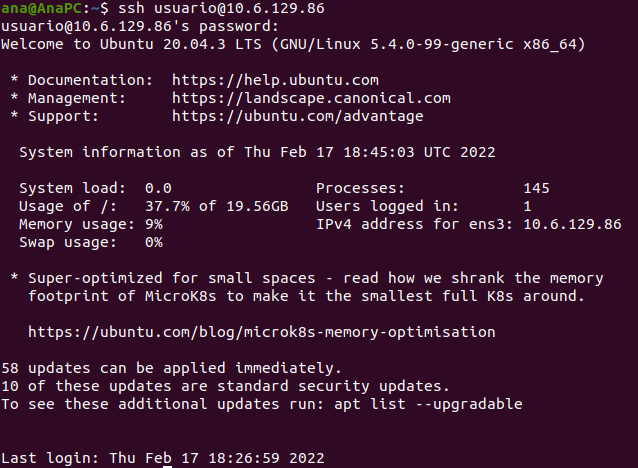 ana@AnaPC:~$ ssh usuario@10.6.129.86
usuario@10.6.129.86's password:
Welcome to Ubuntu 20.04.3 LTS (GNU/Linux 5.4.0-99-generic x86_64)

 * Documentation:  https://help.ubuntu.com
 * Management:     https://landscape.canonical.com
 * Support:        https://ubuntu.com/advantage

  System information as of Thu Feb 17 18:45:03 UTC 2022

  System load:  0.0                Processes:             145
  Usage of /:   37.7% of 19.56GB   Users logged in:       1
  Memory usage: 9%                 IPv4 address for ens3: 10.6.129.86
  Swap usage:   0%

 * Super-optimized for small spaces - read how we shrank the memory
   footprint of MicroK8s to make it the smallest full K8s around.

   https://ubuntu.com/blog/microk8s-memory-optimisation

58 updates can be applied immediately.
10 of these updates are standard security updates.
To see these additional updates run: apt list --upgradable

Last login: Thu Feb 17 18:26:59 2022